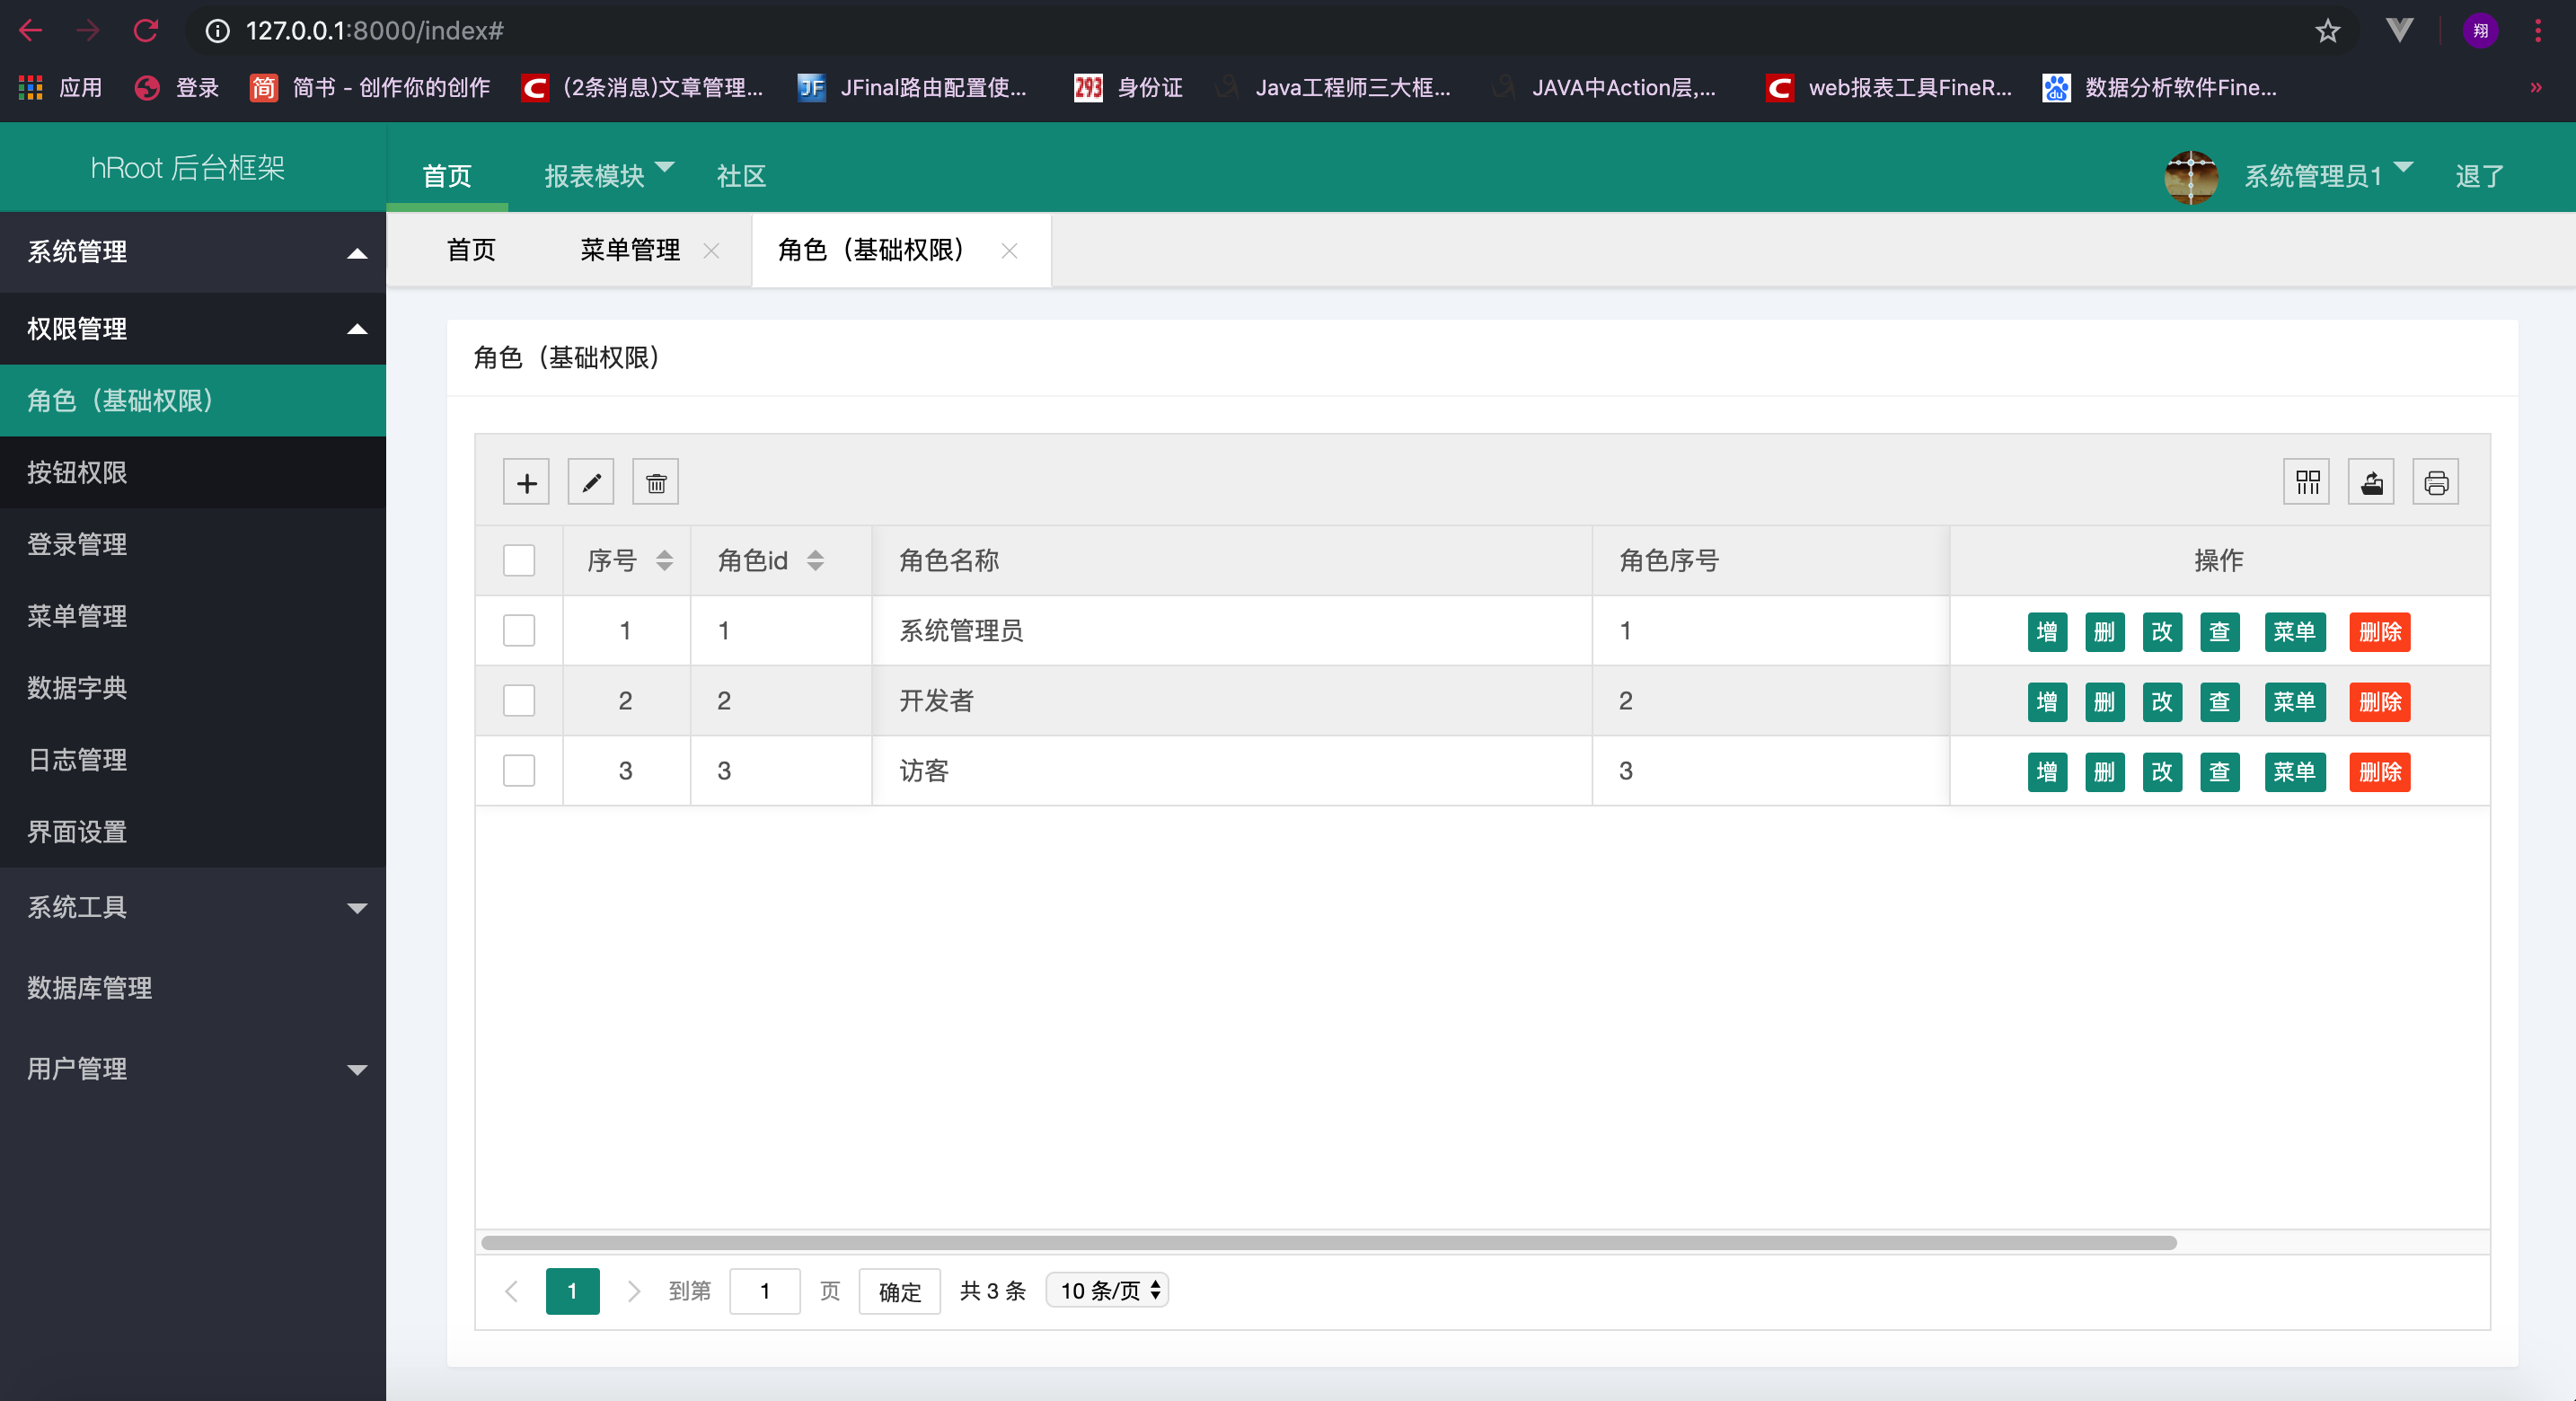 127.0.0.1:8000/index#
翔
应用 登录 简 简书 - 创作你的创作 C (2条消息)文章管理... JF JFinal路由配置使... 293 身份证 Java工程师三大框... JAVA中Action层,... C web报表工具FineR... du 数据分析软件Fine... »
hRoot 后台框架 首页 报表模块 社区 系统管理员1 退了
首页 菜单管理 角色（基础权限）
系统管理
权限管理
角色（基础权限）
按钮权限
登录管理
菜单管理
数据字典
日志管理
界面设置
系统工具
数据库管理
用户管理
角色（基础权限）
序号 角色id 角色名称 角色序号 操作
1 1 系统管理员 1 增 删 改 查 菜单 删除
2 2 开发者 2 增 删 改 查 菜单 删除
3 3 访客 3 增 删 改 查 菜单 删除
1 到第 1 页 确定 共 3 条 10 条/页